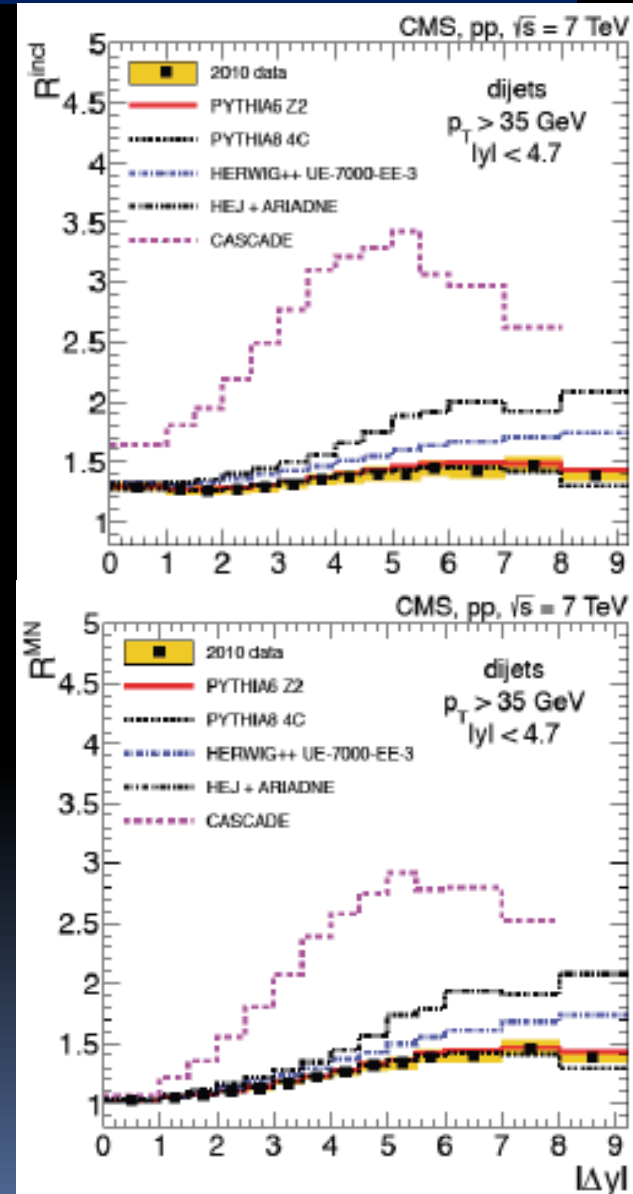 CMS, pp, √s = 7 TeV
R^incl
5
4.5
4
3.5
3
2.5
2
1.5
1
2010 data
PYTHIA6 Z2
PYTHIA8 4C
HERWIG++ UE-7000-EE-3
HEJ + ARIADNE
CASCADE
dijets
p_T > 35 GeV
|y| < 4.7
0 1 2 3 4 5 6 7 8 9
CMS, pp, √s = 7 TeV
R^MN
5
4.5
4
3.5
3
2.5
2
1.5
1
2010 data
PYTHIA6 Z2
PYTHIA8 4C
HERWIG++ UE-7000-EE-3
HEJ + ARIADNE
CASCADE
dijets
p_T > 35 GeV
|y| < 4.7
0 1 2 3 4 5 6 7 8 9
|Δy|